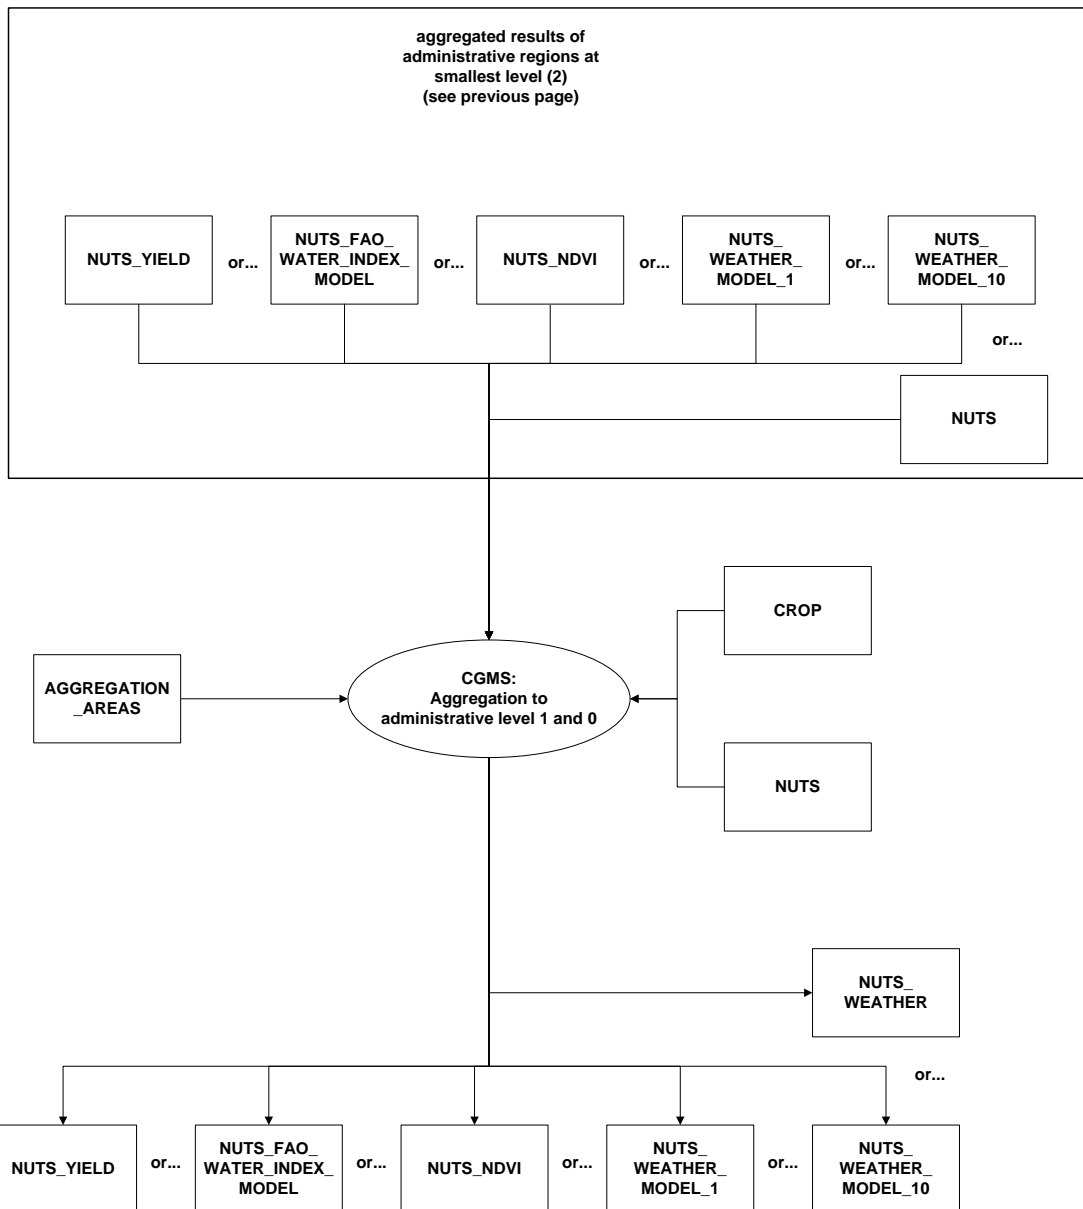 aggregated results of
administrative regions at
smallest level (2)
(see previous page)
NUTS_YIELD
or...
NUTS_FAO_
WATER_INDEX_
MODEL
or...
NUTS_NDVI
or...
NUTS_
WEATHER_
MODEL_1
or...
NUTS_
WEATHER_
MODEL_10
or...
NUTS
CROP
AGGREGATION
_AREAS
CGMS:
Aggregation to
administrative level 1 and 0
NUTS
NUTS_
WEATHER
or...
NUTS_YIELD
or...
NUTS_FAO_
WATER_INDEX_
MODEL
or...
NUTS_NDVI
or...
NUTS_
WEATHER_
MODEL_1
or...
NUTS_
WEATHER_
MODEL_10